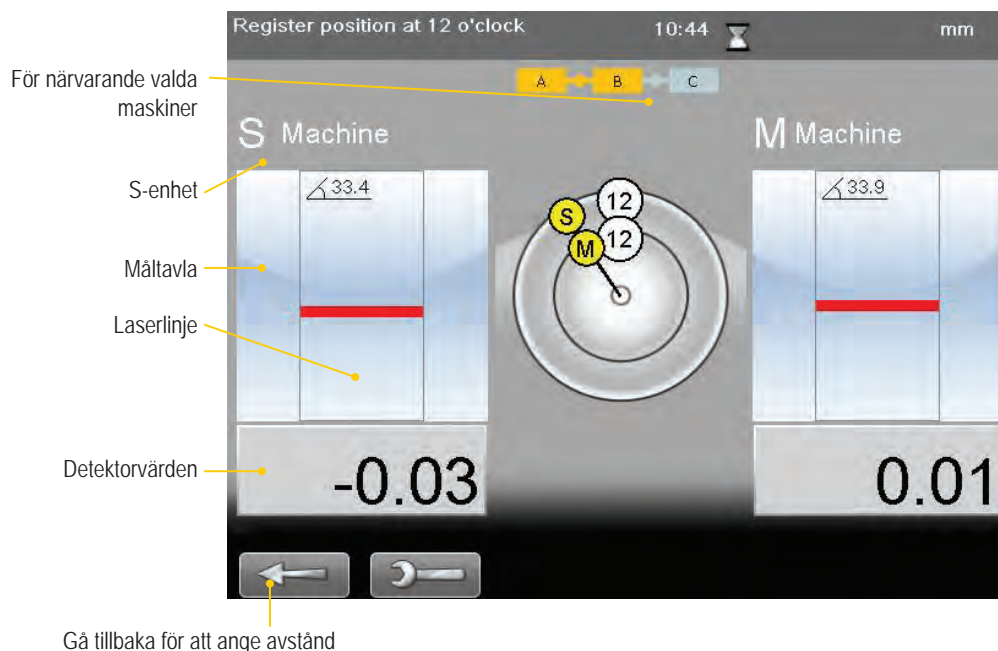 Register position at 12 o'clock 10:44 mm
För närvarande valda
maskiner
A B C
S Machine M Machine
S-enhet
33.4 33.9
12
S
M 12
Måltavla
Laserlinje
Detektorvärden
-0.03 0.01
Gå tillbaka för att ange avstånd